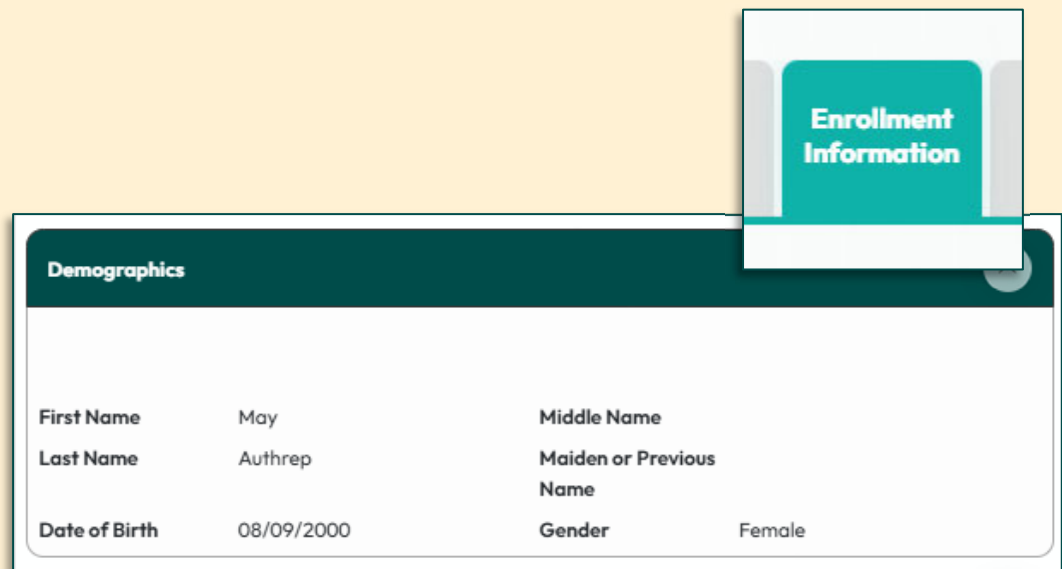 Enrollment
Information
Demographics
First Name May Middle Name
Last Name Authrep Maiden or Previous
Name
Date of Birth 08/09/2000 Gender Female